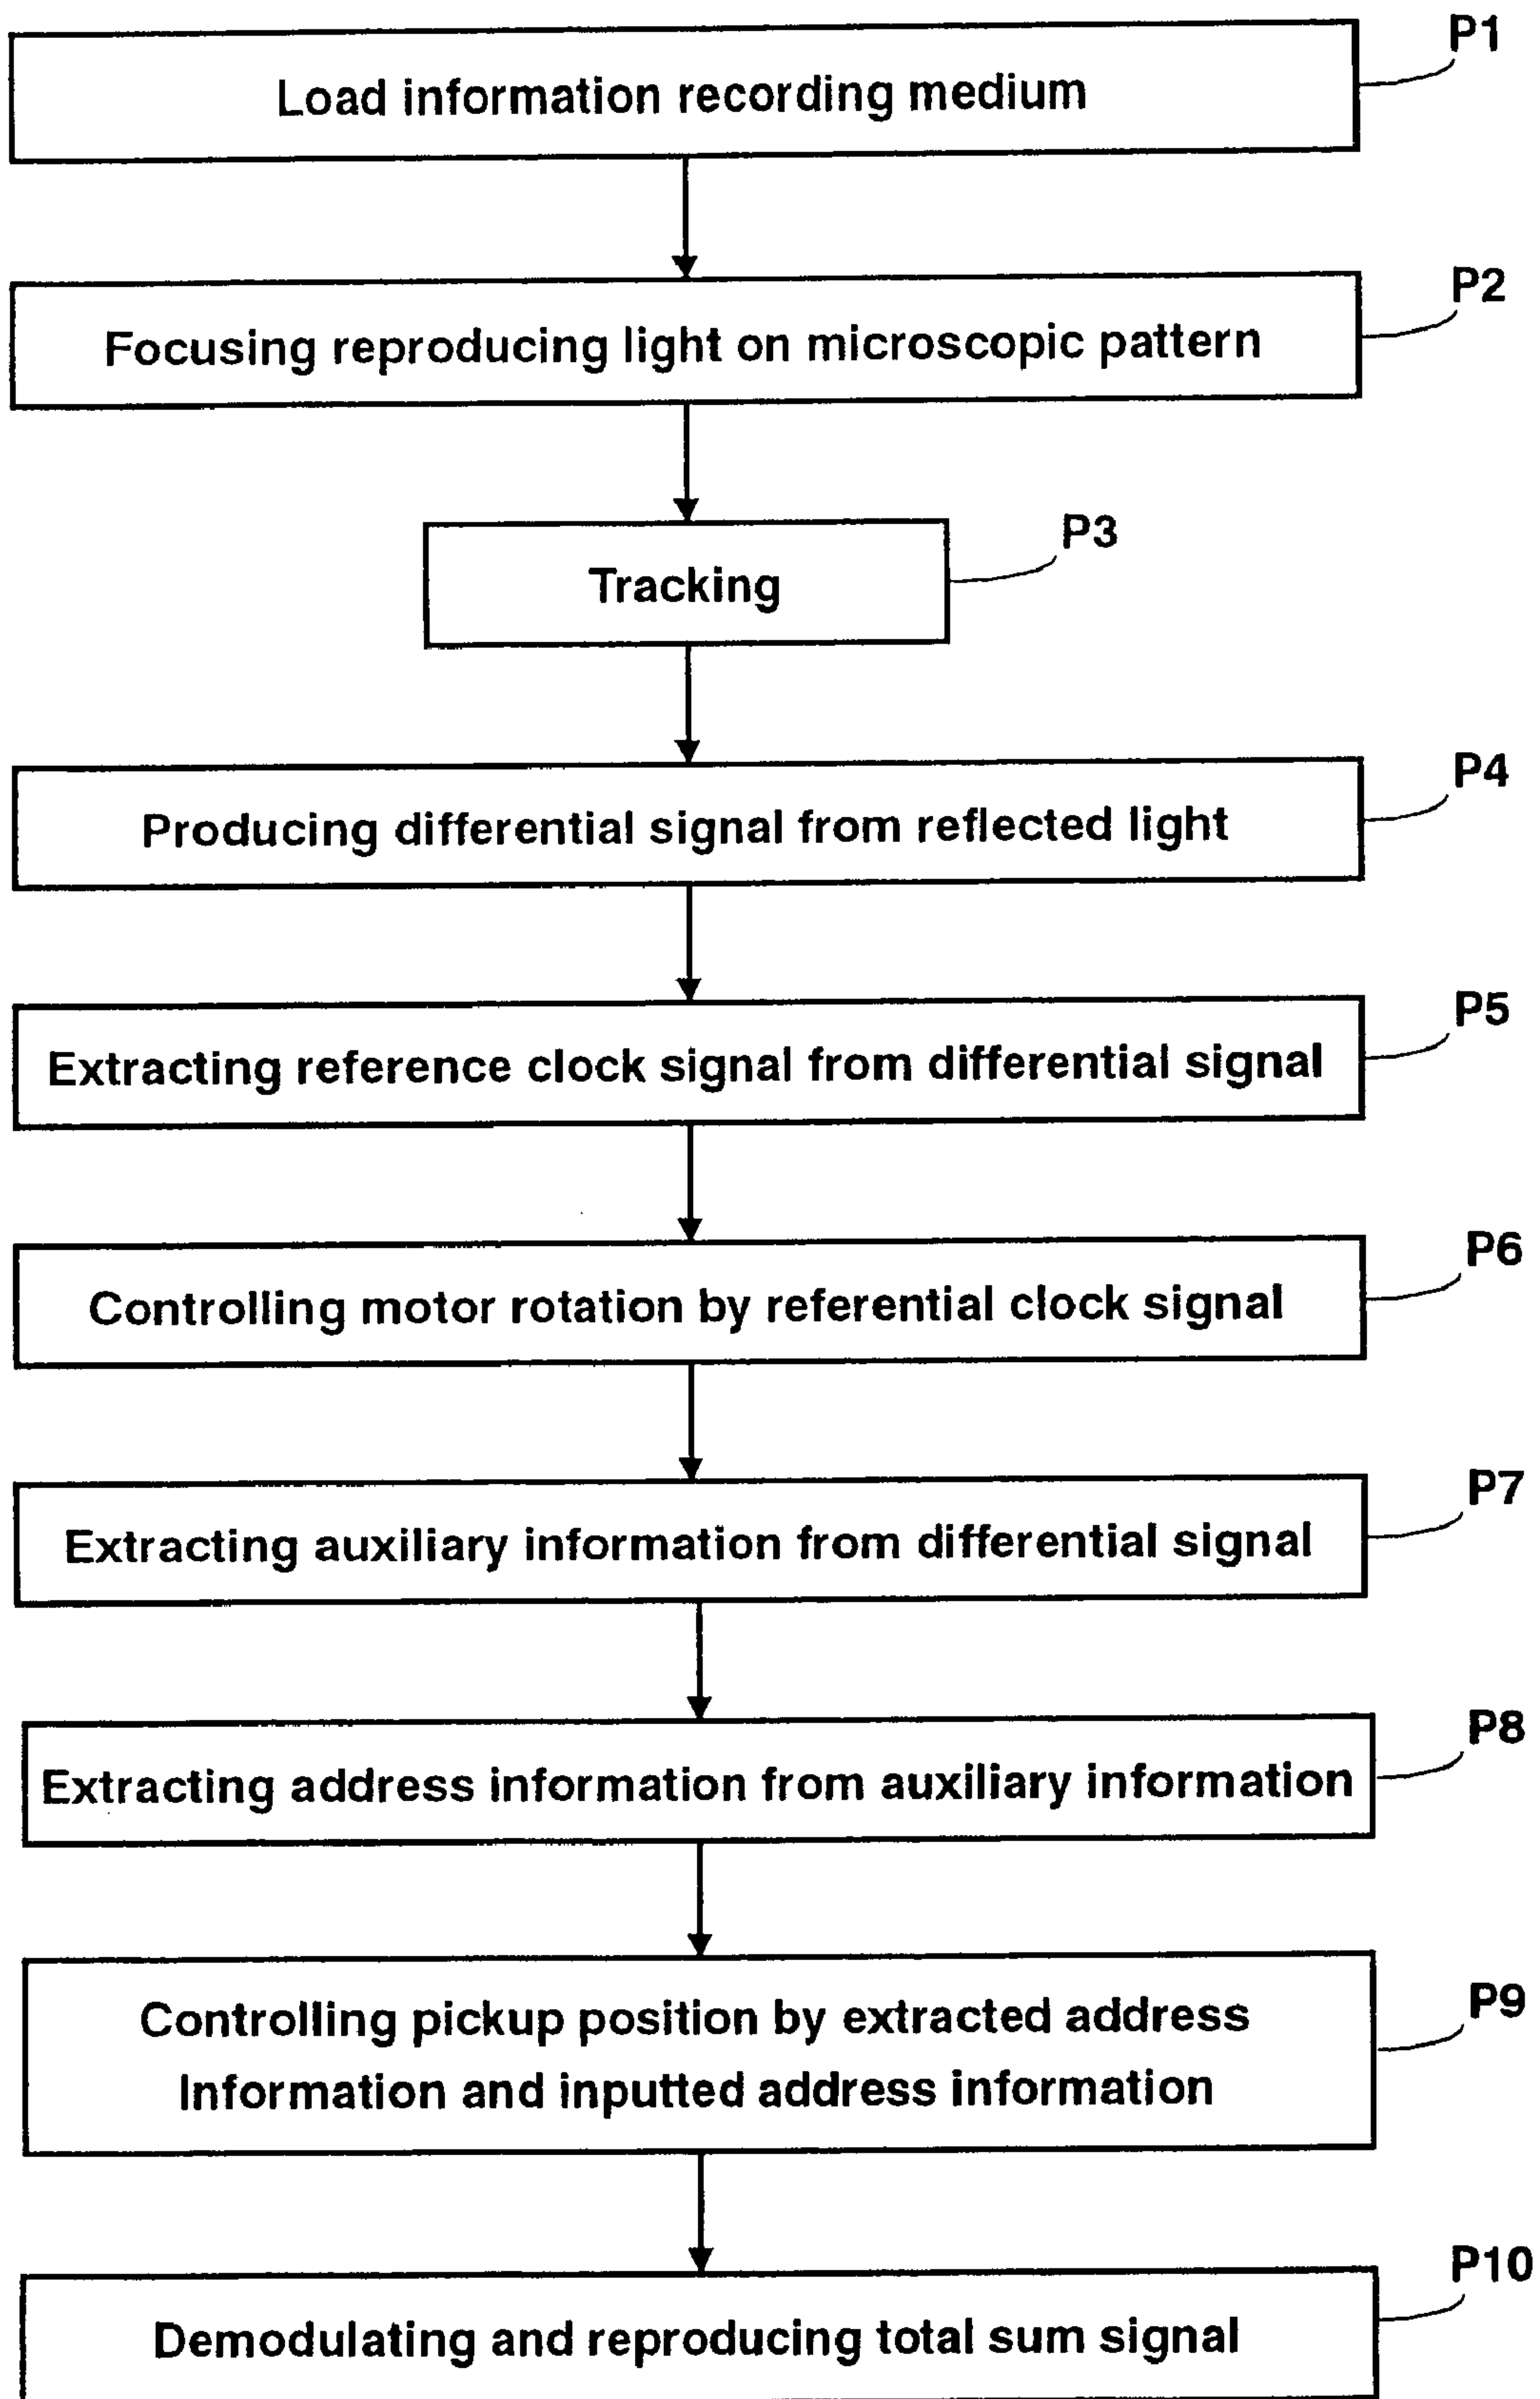 P1
Load information recording medium
P2
Focusing reproducing light on microscopic pattern
P3
Tracking
P4
Producing differential signal from reflected light
P5
Extracting reference clock signal from differential signal
P6
Controlling motor rotation by referential clock signal
P7
Extracting auxiliary information from differential signal
P8
Extracting address information from auxiliary information
P9
Controlling pickup position by extracted address
Information and inputted address information
P10
Demodulating and reproducing total sum signal